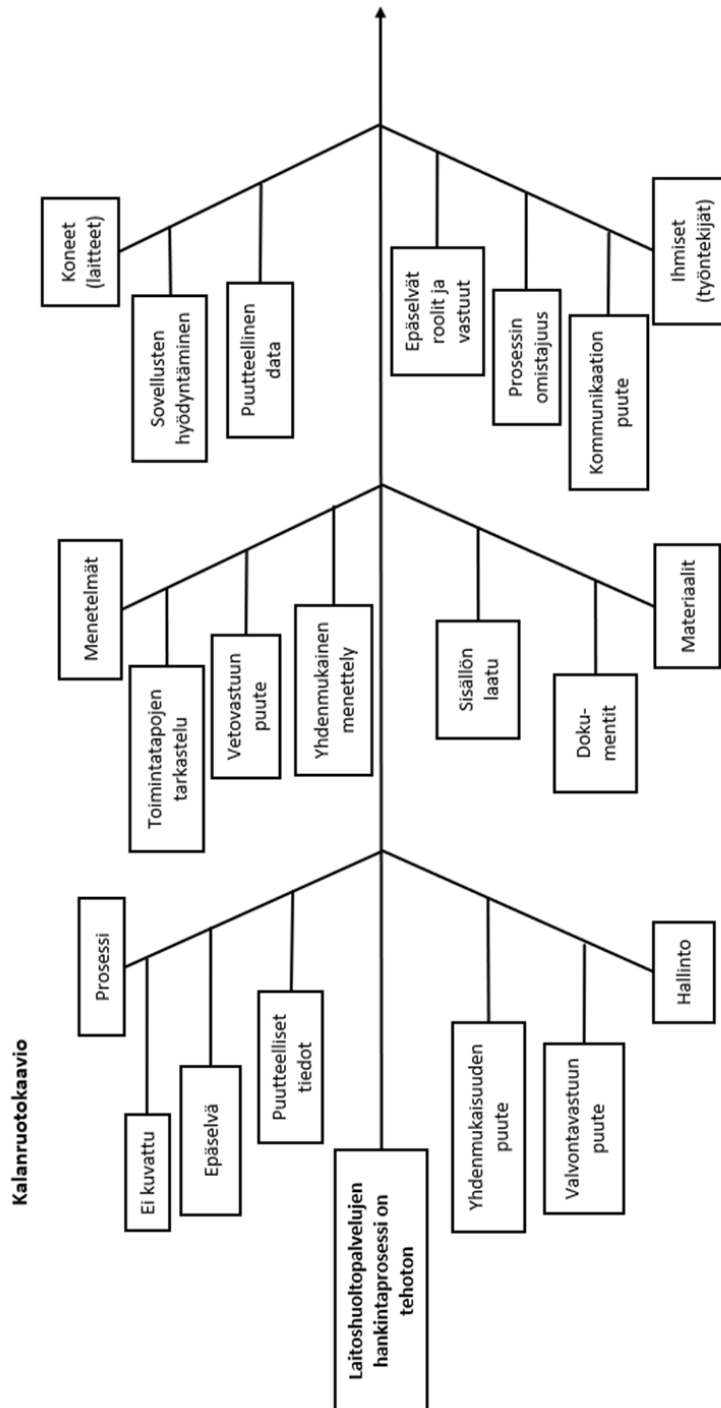 Kalanruotokaavio
Prosessi
Ei kuvattu
Epäselvä
Puutteelliset
tiedot
Menetelmät
Toimintatapojen
tarkastelu
Vetovastuun
puute
Yhdenmukainen
menettely
Koneet
(laitteet)
Sovellusten
hyödyntäminen
Puutteellinen
data
Laitoshuoltopalvelujen
hankintaprosessi on
tehoton
Yhdenmukaisuuden
puute
Valvontavastuun
puute
Hallinto
Sisällön
laatu
Doku-
mentit
Materiaalit
Epäselvät
roolit ja
vastuut
Prosessin
omistajuus
Kommunikaation
puute
Ihmiset
(työntekijät)